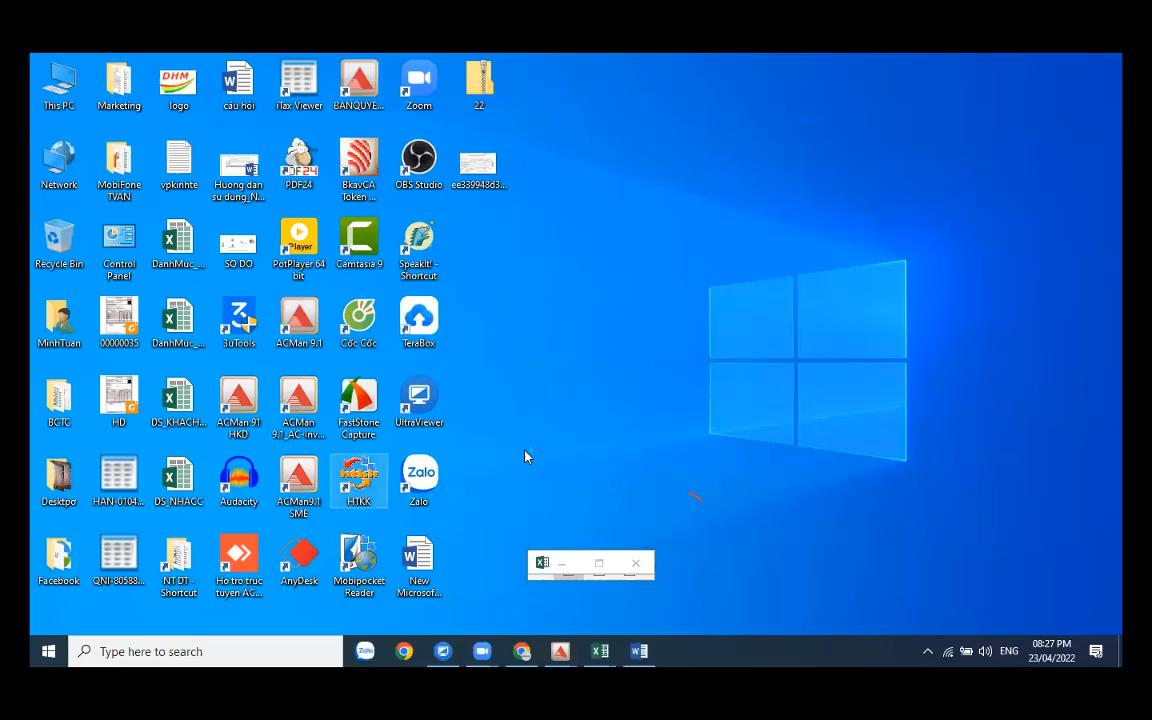 This PC
Marketing
DHM
logo
câu hỏi
iTax Viewer
BANQUYE...
Zoom
22
Network
MobiFone
TVAN
vpkinhte
Huong dan
su dung_N...
PDF24
BkavCA
Token ...
OBS Studio
ee339948d3...
Recycle Bin
Control
Panel
DanhMuc_...
SO DO
Player
PotPlayer 64
bit
Camtasia 9
SpeakIt! -
Shortcut
MinhTuan
00000035
DanhMuc_...
3uTools
ACMan 9.1
Cốc Cốc
TeraBox
BCTC
HD
DS_KHACH...
ACMan 91
HKD
ACMan
9.1_AC-Inv...
FastStone
Capture
UltraViewer
Desktpo
HAN-0104...
DS_NHACC
Audacity
ACMan9.1
SME
HTKK
Zalo
Zalo
Facebook
QNI-80588...
NT DT -
Shortcut
Ho tro truc
tuyen AC...
AnyDesk
Mobipocket
Reader
New
Microsof...
Type here to search
Zalo
ENG
08:27 PM
23/04/2022